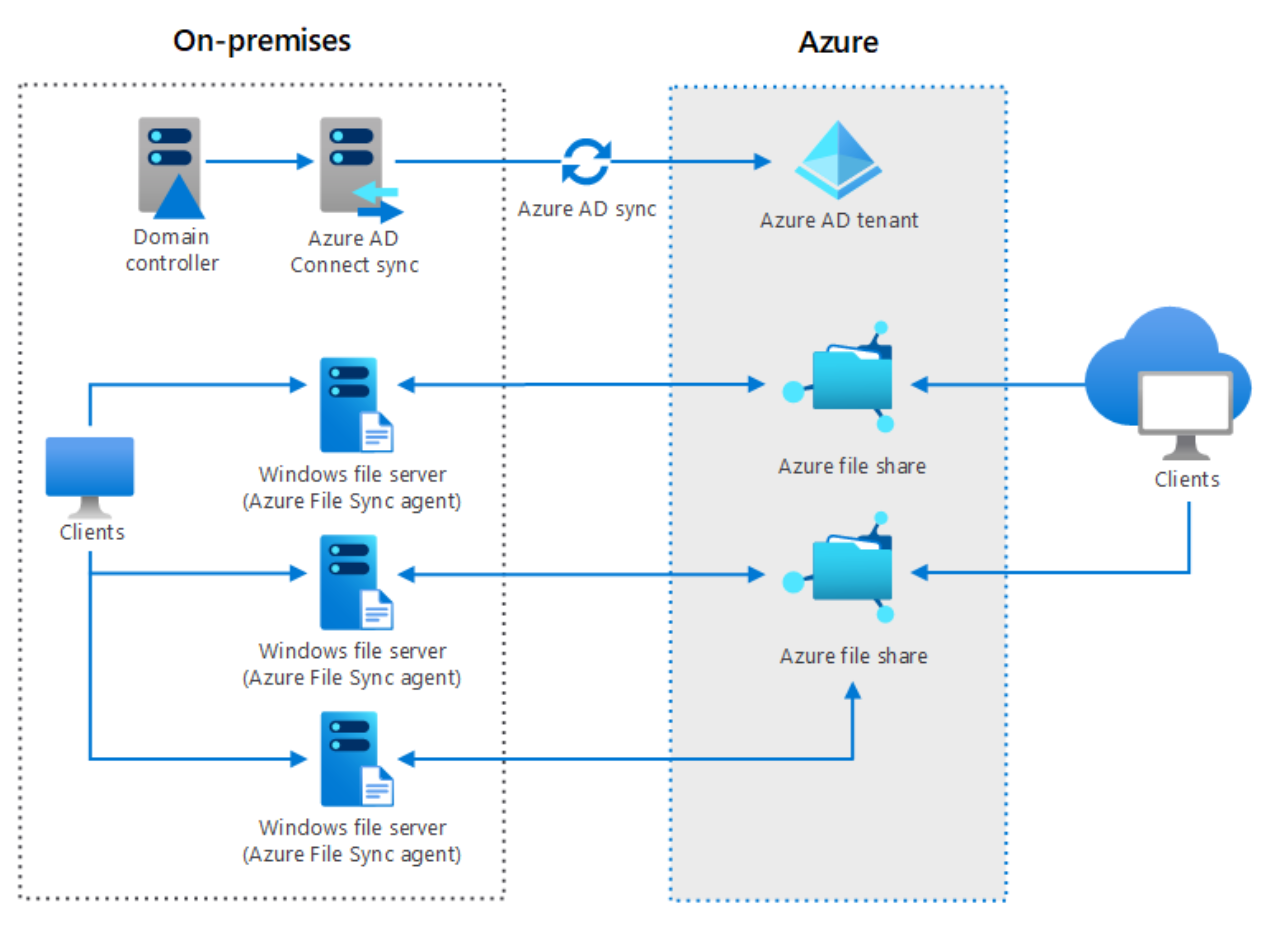 On-premises
Azure
Domain
controller
Azure AD
Connect sync
Azure AD sync
Azure AD tenant
Windows file server
(Azure File Sync agent)
Azure file share
Clients
Clients
Windows file server
(Azure File Sync agent)
Azure file share
Windows file server
(Azure File Sync agent)